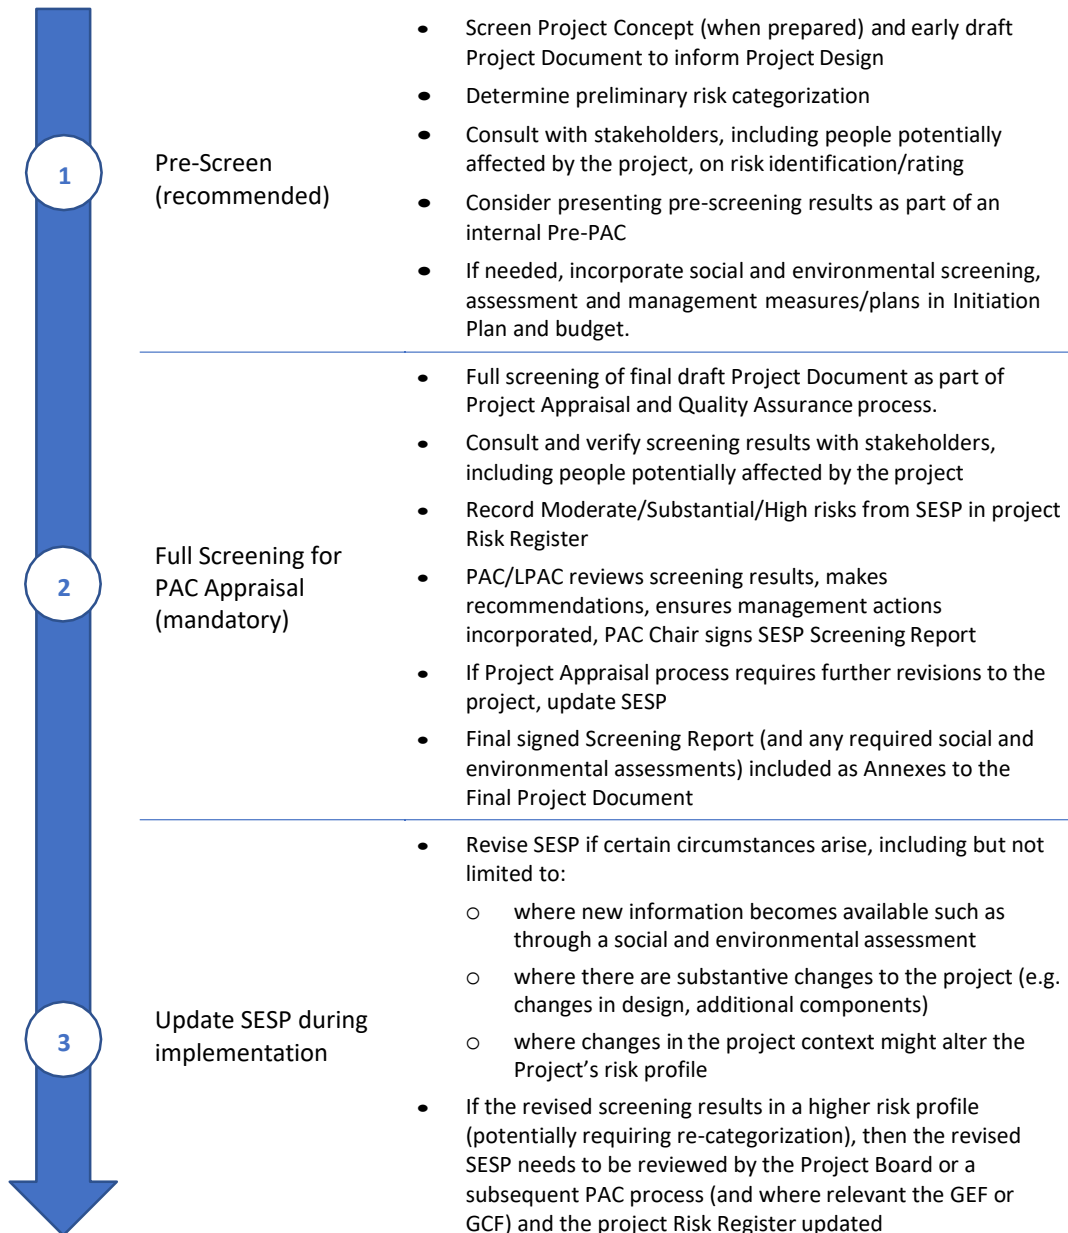 • Screen Project Concept (when prepared) and early draft
Project Document to inform Project Design
• Determine preliminary risk categorization
• Consult with stakeholders, including people potentially
affected by the project, on risk identification/rating
1
Pre-Screen
(recommended)
• Consider presenting pre-screening results as part of an
internal Pre-PAC
• If needed, incorporate social and environmental screening,
assessment and management measures/plans in Initiation
Plan and budget.
• Full screening of final draft Project Document as part of
Project Appraisal and Quality Assurance process.
• Consult and verify screening results with stakeholders,
including people potentially affected by the project
• Record Moderate/Substantial/High risks from SESP in project
Risk Register
2
Full Screening for
PAC Appraisal
(mandatory)
• PAC/LPAC reviews screening results, makes
recommendations, ensures management actions
incorporated, PAC Chair signs SESP Screening Report
• If Project Appraisal process requires further revisions to the
project, update SESP
• Final signed Screening Report (and any required social and
environmental assessments) included as Annexes to the
Final Project Document
3
Update SESP during
implementation
• Revise SESP if certain circumstances arise, including but not
limited to:
o where new information becomes available such as
through a social and environmental assessment
o where there are substantive changes to the project (e.g.
changes in design, additional components)
o where changes in the project context might alter the
Project’s risk profile
• If the revised screening results in a higher risk profile
(potentially requiring re-categorization), then the revised
SESP needs to be reviewed by the Project Board or a
subsequent PAC process (and where relevant the GEF or
GCF) and the project Risk Register updated